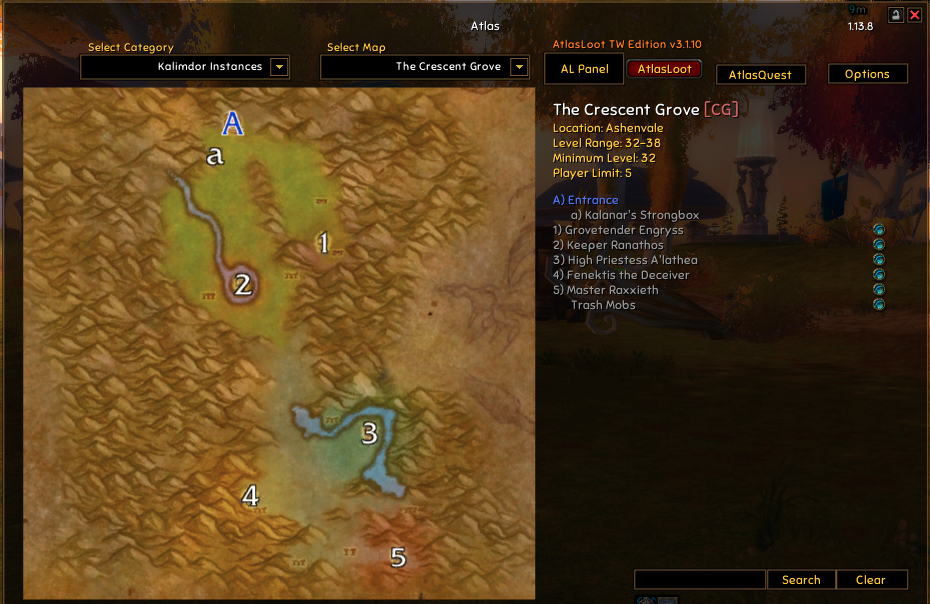 9m
Atlas
1.13.8
Select Category
Select Map
AtlasLoot TW Edition v3.1.10
Kalimdor Instances
The Crescent Grove
AL Panel
AtlasLoot
AtlasQuest
Options
The Crescent Grove [CG]
Location: Ashenvale
Level Range: 32-38
Minimum Level: 32
Player Limit: 5
A) Entrance
a) Kalanar's Strongbox
1) Grovetender Engryss
2) Keeper Ranathos
3) High Priestess A'lathea
4) Fenektis the Deceiver
5) Master Raxxieth
Trash Mobs
A
a
1
2
3
4
5
Search
Clear